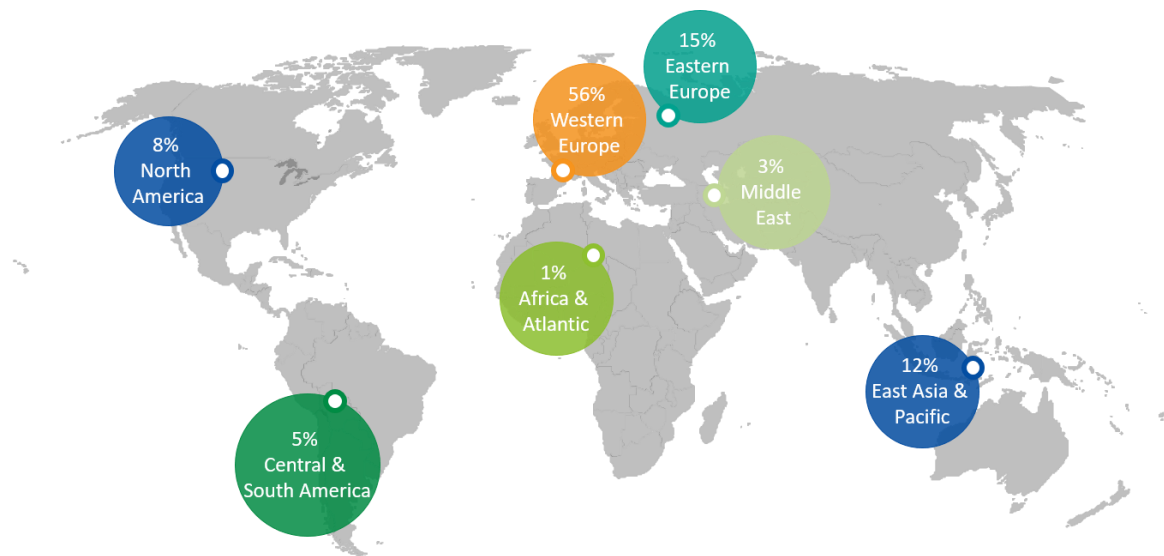 15%
Eastern
Europe
56%
Western
Europe
8%
North
America
3%
Middle
East
1%
Africa &
Atlantic
12%
East Asia &
Pacific
5%
Central &
South America